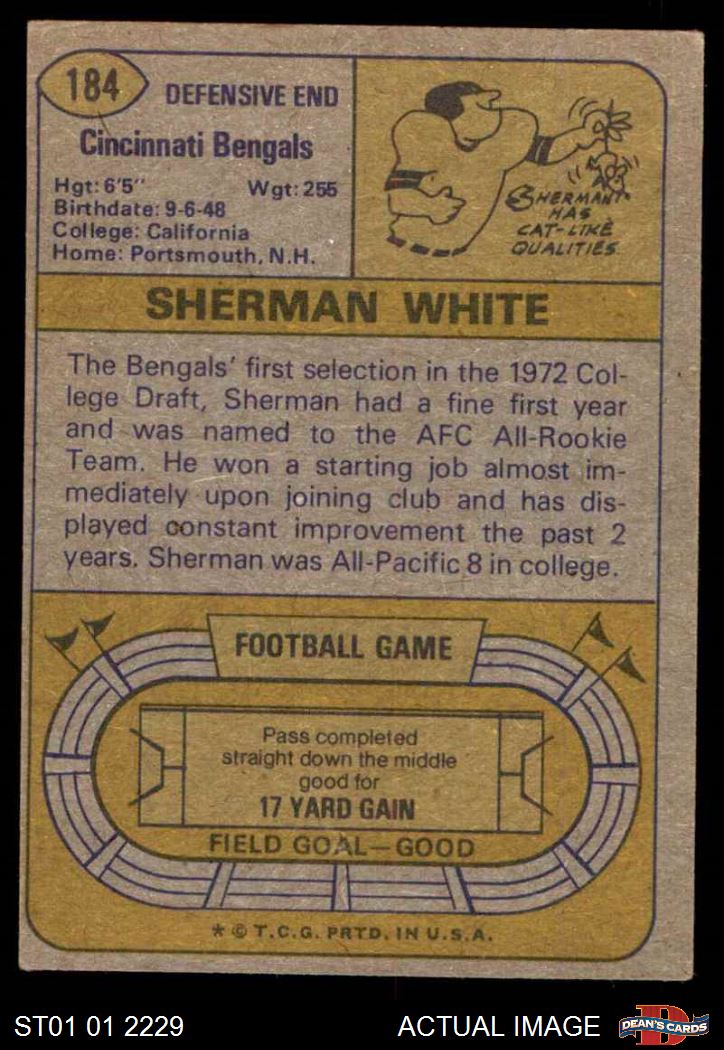 184
DEFENSIVE END
Cincinnati Bengals
Hgt: 6'5" Wgt: 255
Birthdate: 9-6-48
College: California
Home: Portsmouth, N.H.
SHERMAN
HAS
CAT-LIKE
QUALITIES
SHERMAN WHITE
The Bengals' first selection in the 1972 Col-
lege Draft, Sherman had a fine first year
and was named to the AFC All-Rookie
Team. He won a starting job almost im-
mediately upon joining club and has dis-
played constant improvement the past 2
years. Sherman was All-Pacific 8 in college.
FOOTBALL GAME
Pass completed
straight down the middle
good for
17 YARD GAIN
FIELD GOAL—GOOD
* © T.C.G. PRTD. IN U.S.A.
ST01 01 2229
ACTUAL IMAGE
D
DEAN'S CARDS